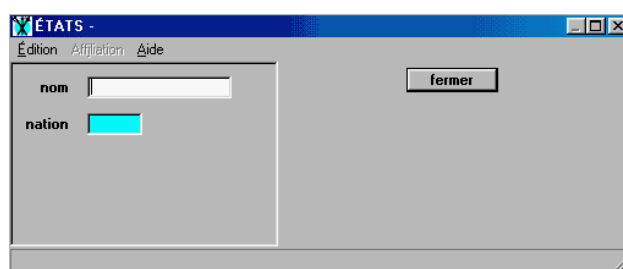 ÉTATS -
Édition Affiliation Aide
nom
fermer
nation